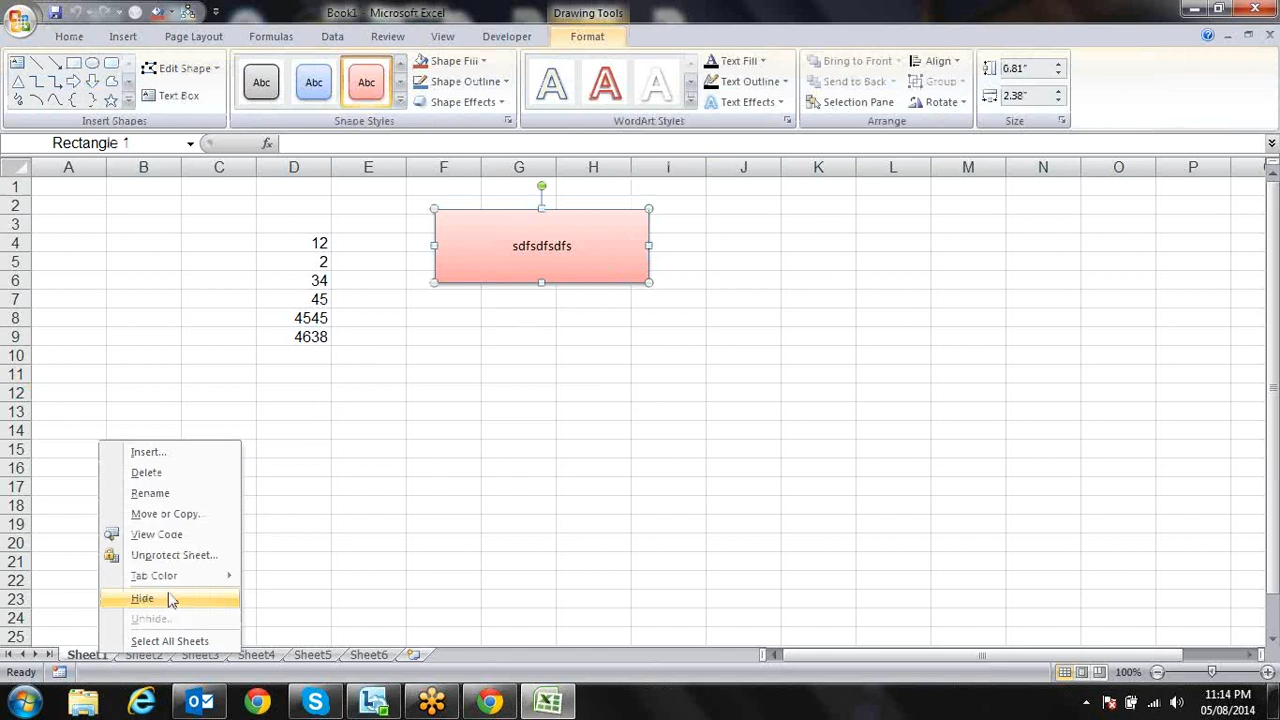 Book1 - Microsoft Excel
Drawing Tools
Home Insert Page Layout Formulas Data Review View Developer Format
Edit Shape
Text Box
Insert Shapes
Abc Abc Abc
Shape Fill
Shape Outline
Shape Effects
Shape Styles
A A A
Text Fill
Text Outline
Text Effects
WordArt Styles
Bring to Front
Send to Back
Selection Pane
Align
Group
Rotate
Arrange
0.81"
2.38"
Size
Rectangle 1
fx
A B C D E F G H I J K L M N O P
1
2
3
4 12
5 2
6 34
7 45
8 4545
9 4638
sdfsdfsdfs
10
11
12
13
14
15
16
17
18
19
20
21
22
23
24
25
Insert...
Delete
Rename
Move or Copy...
View Code
Unprotect Sheet...
Tab Color
Hide
Unhide...
Select All Sheets
Sheet1 Sheet2 Sheet3 Sheet4 Sheet5 Sheet6
Ready
100%
11:14 PM
05/08/2014